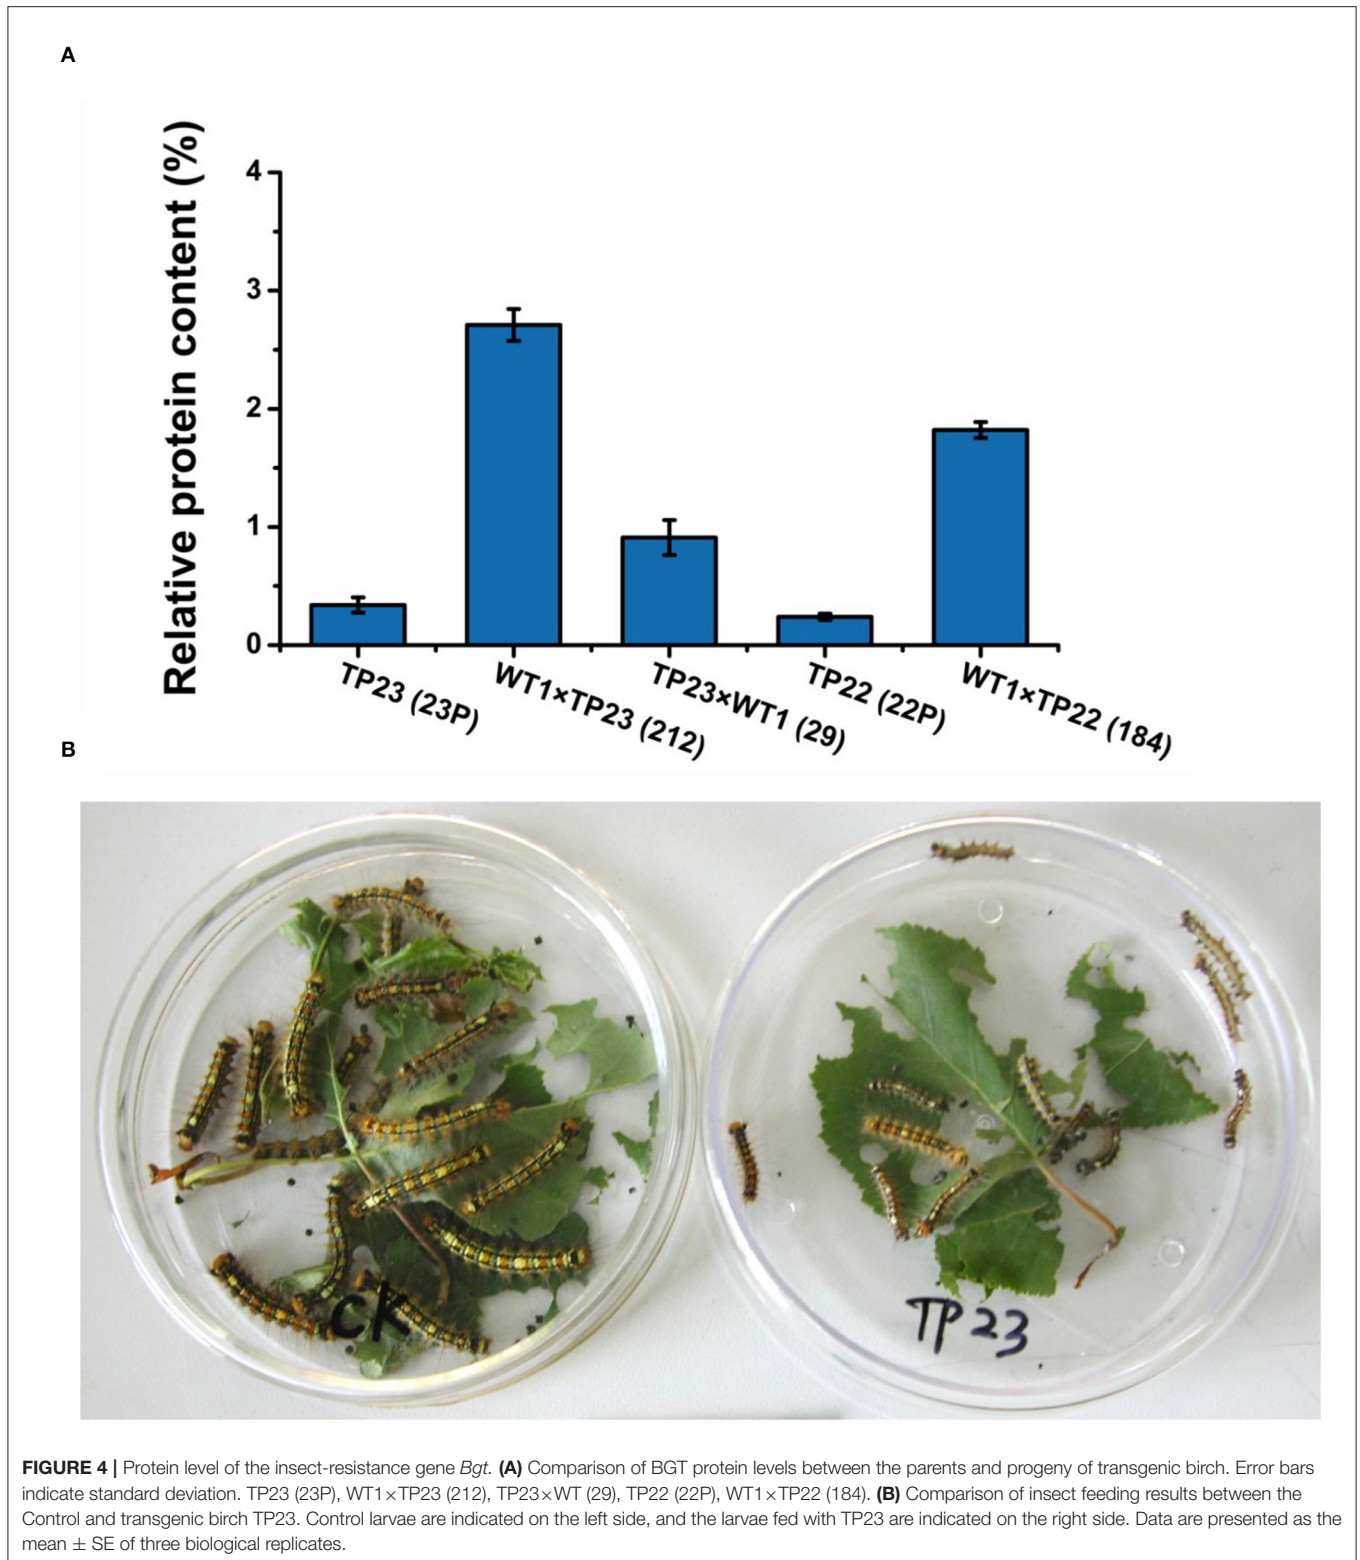 A
Relative protein content (%)
4
3
2
1
0
TP23 (23P)
WT1×TP23 (212)
TP23×WT1 (29)
TP22 (22P)
WT1×TP22 (184)
B
CK
TP23
FIGURE 4 | Protein level of the insect-resistance gene Bgt. (A) Comparison of BGT protein levels between the parents and progeny of transgenic birch. Error bars
indicate standard deviation. TP23 (23P), WT1×TP23 (212), TP23×WT (29), TP22 (22P), WT1×TP22 (184). (B) Comparison of insect feeding results between the
Control and transgenic birch TP23. Control larvae are indicated on the left side, and the larvae fed with TP23 are indicated on the right side. Data are presented as the
mean ± SE of three biological replicates.